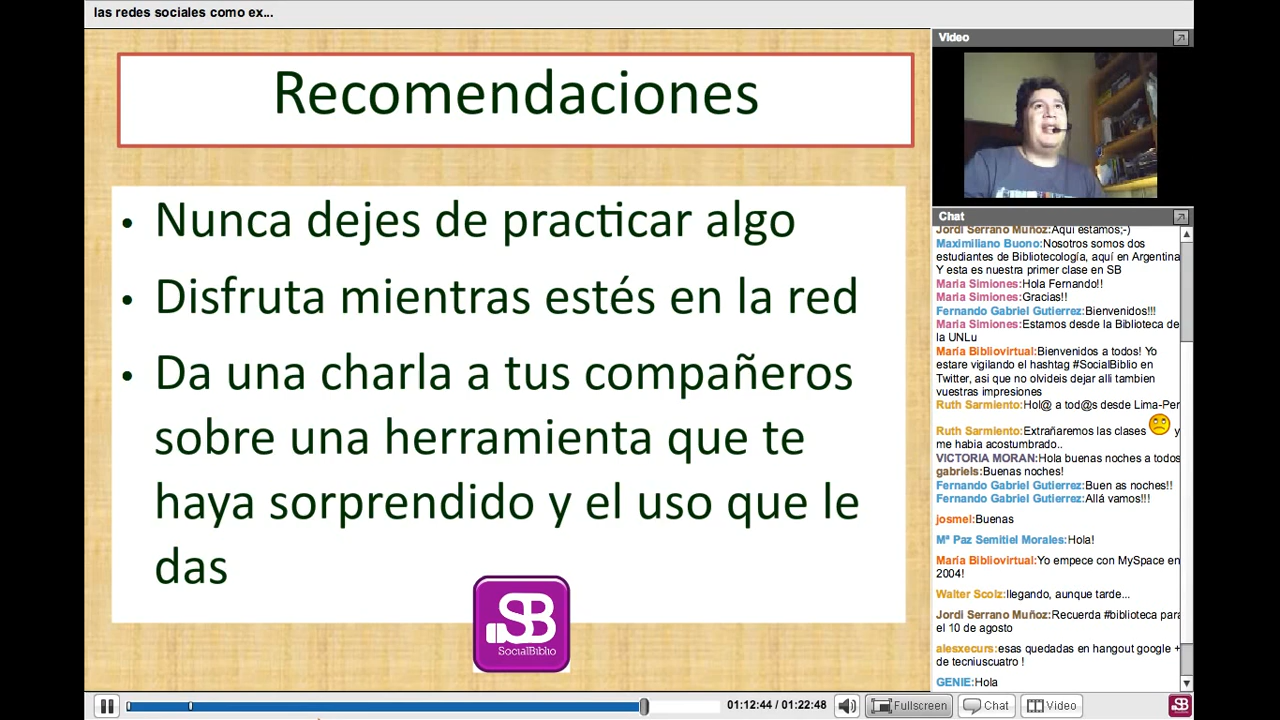 las redes sociales como ex...
Recomendaciones
• Nunca dejes de practicar algo
• Disfruta mientras estés en la red
• Da una charla a tus compañeros
sobre una herramienta que te
haya sorprendido y el uso que le
das
SB
SocialBiblio
Video
Chat
Jordi Serrano Muñoz:Aquí estamos;-)
Maximiliano Buono:Nosotros somos dos
estudiantes de Bibliotecología, aquí en Argentina
Y esta es nuestra primer clase en SB
Maria Simiones:Hola Fernando!!
Maria Simiones:Gracias!!
Fernando Gabriel Gutierrez:Bienvenidos!!!
Maria Simiones:Estamos desde la Biblioteca de
la UNLu
María Bibliovirtual:Bienvenidos a todos! Yo
estare vigilando el hashtag #SocialBiblio en
Twitter, asi que no olvideis dejar alli tambien
vuestras impresiones
Ruth Sarmiento:Hol@ a tod@s desde Lima-Per
Ruth Sarmiento:Extrañaremos las clases y
me habia acostumbrado..
VICTORIA MORAN:Hola buenas noches a todos
gabriels:Buenas noches!
Fernando Gabriel Gutierrez:Buen as noches!!
Fernando Gabriel Gutierrez:Allá vamos!!!
josmel:Buenas
Mª Paz Semitiel Morales:Hola!
María Bibliovirtual:Yo empece con MySpace en
2004!
Walter Scolz:llegando, aunque tarde...
Jordi Serrano Muñoz:Recuerda #biblioteca para
el 10 de agosto
alesxecurs:esas quedadas en hangout google +
de tecniuscuatro !
GENIE:Hola
01:12:44 / 01:22:48
Fullscreen
Chat
Video
SB